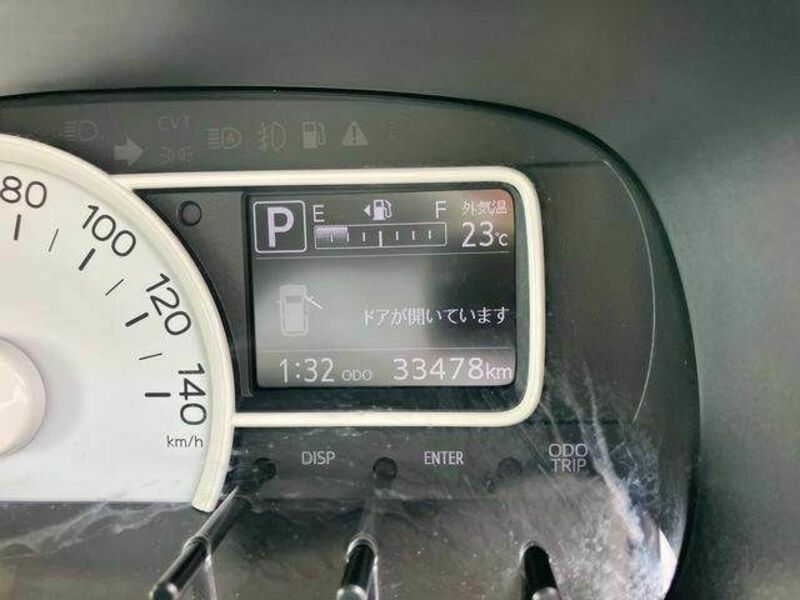 CVT
80
100
120
140
km/h
P
E F
外気温
23℃
ドアが開いています
1:32 ODO 33478km
DISP
ENTER
ODO
TRIP